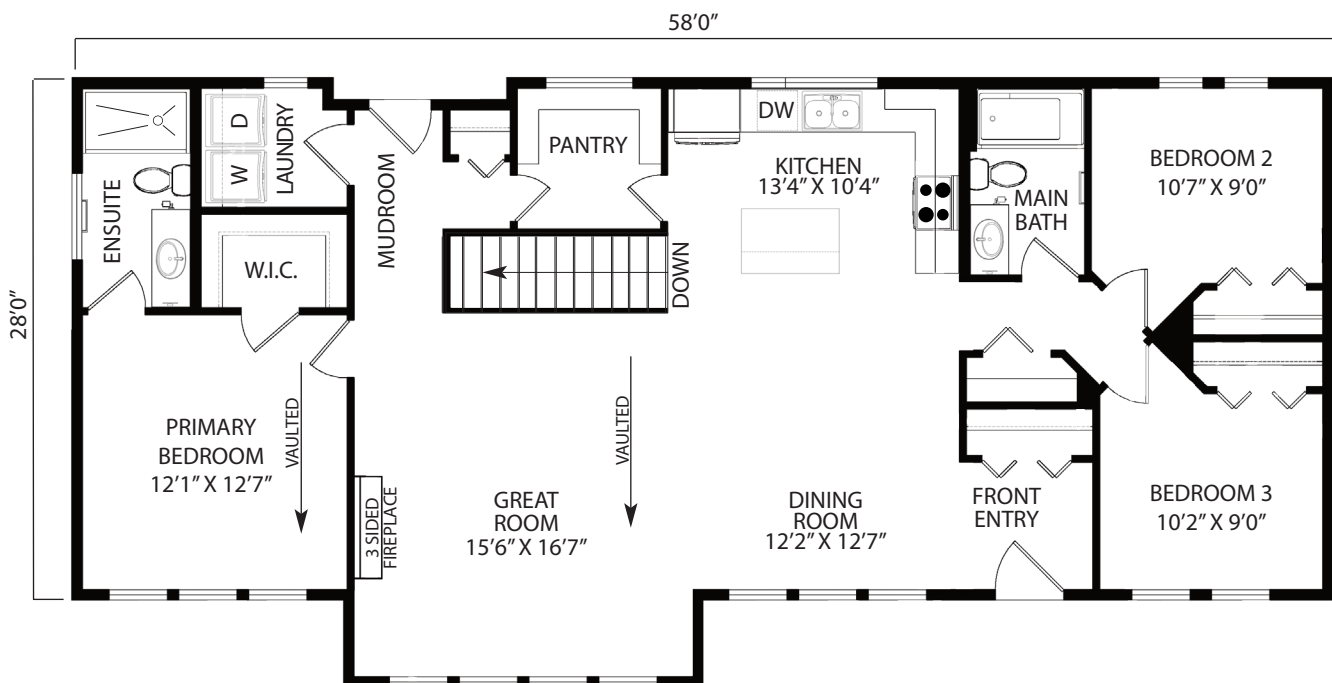 58'0”
28'0”
ENSUITE
D
W
LAUNDRY
W.I.C.
MUDROOM
PANTRY
DOWN
DW
KITCHEN
13'4” X 10'4”
MAIN
BATH
BEDROOM 2
10'7” X 9'0”
PRIMARY
BEDROOM
12'1” X 12'7”
VAULTED
3 SIDED
FIREPLACE
GREAT
ROOM
15'6” X 16'7”
VAULTED
DINING
ROOM
12'2” X 12'7”
FRONT
ENTRY
BEDROOM 3
10'2” X 9'0”